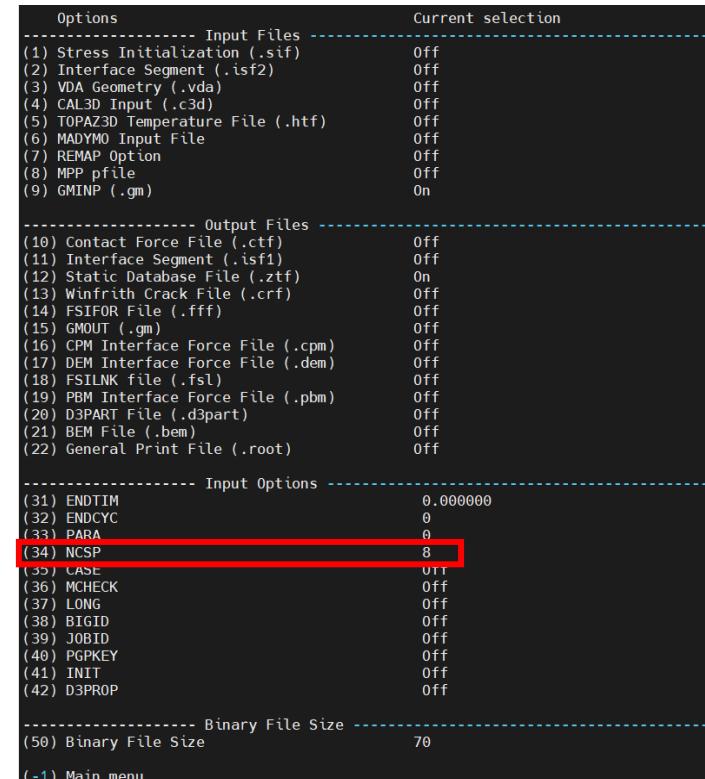 Options Current selection
-------------------- Input Files ----------------------------------------------
(1) Stress Initialization (.sif) Off
(2) Interface Segment (.isf2) Off
(3) VDA Geometry (.vda) Off
(4) CAL3D Input (.c3d) Off
(5) TOPAZ3D Temperature File (.htf) Off
(6) MADYMO Input File Off
(7) REMAP Option Off
(8) MPP pfile Off
(9) GMINP (.gm) On
-------------------- Output Files ---------------------------------------------
(10) Contact Force File (.ctf) Off
(11) Interface Segment (.isf1) Off
(12) Static Database File (.ztf) On
(13) Winfrith Crack File (.crf) Off
(14) FSIFOR File (.fff) Off
(15) GMOUT (.gm) Off
(16) CPM Interface Force File (.cpm) Off
(17) DEM Interface Force File (.dem) Off
(18) FSILNK file (.fsl) Off
(19) PBM Interface Force File (.pbm) Off
(20) D3PART File (.d3part) Off
(21) BEM File (.bem) Off
(22) General Print File (.root) Off
-------------------- Input Options --------------------------------------------
(31) ENDTIM 0.000000
(32) ENDCYC 0
(33) PARA 0
(34) NCSP 8
(35) CASE Off
(36) MCHECK Off
(37) LONG Off
(38) BIGID Off
(39) JOBID Off
(40) PGPKEY Off
(41) INIT Off
(42) D3PROP Off
-------------------- Binary File Size -----------------------------------------
(50) Binary File Size 70
(-1) Main menu